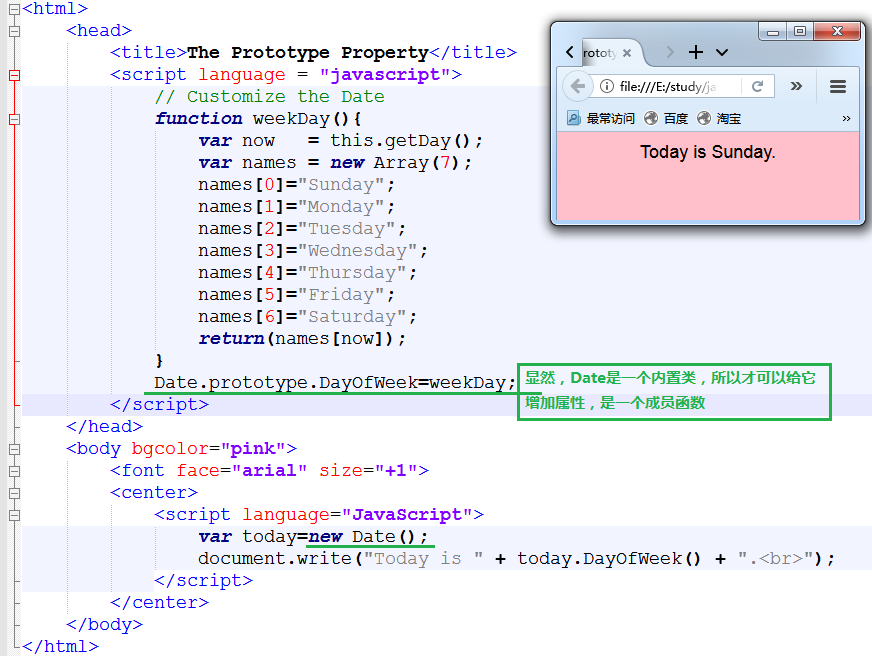 <html>
<head>
<title>The Prototype Property</title>
<script language = "javascript">
// Customize the Date
function weekDay(){
var now   = this.getDay();
var names = new Array(7);
names[0]="Sunday";
names[1]="Monday";
names[2]="Tuesday";
names[3]="Wednesday";
names[4]="Thursday";
names[5]="Friday";
names[6]="Saturday";
return(names[now]);
}
Date.prototype.DayOfWeek=weekDay;
显然，Date是一个内置类，所以才可以给它
增加属性，是一个成员函数
</script>
</head>
<body bgcolor="pink">
<font face="arial" size="+1">
<center>
<script language="JavaScript">
var today=new Date();
document.write("Today is " + today.DayOfWeek() + ".<br>");
</script>
</center>
</body>
</html>
rototy
file:///E:/study/ja
最常访问 百度 淘宝
Today is Sunday.